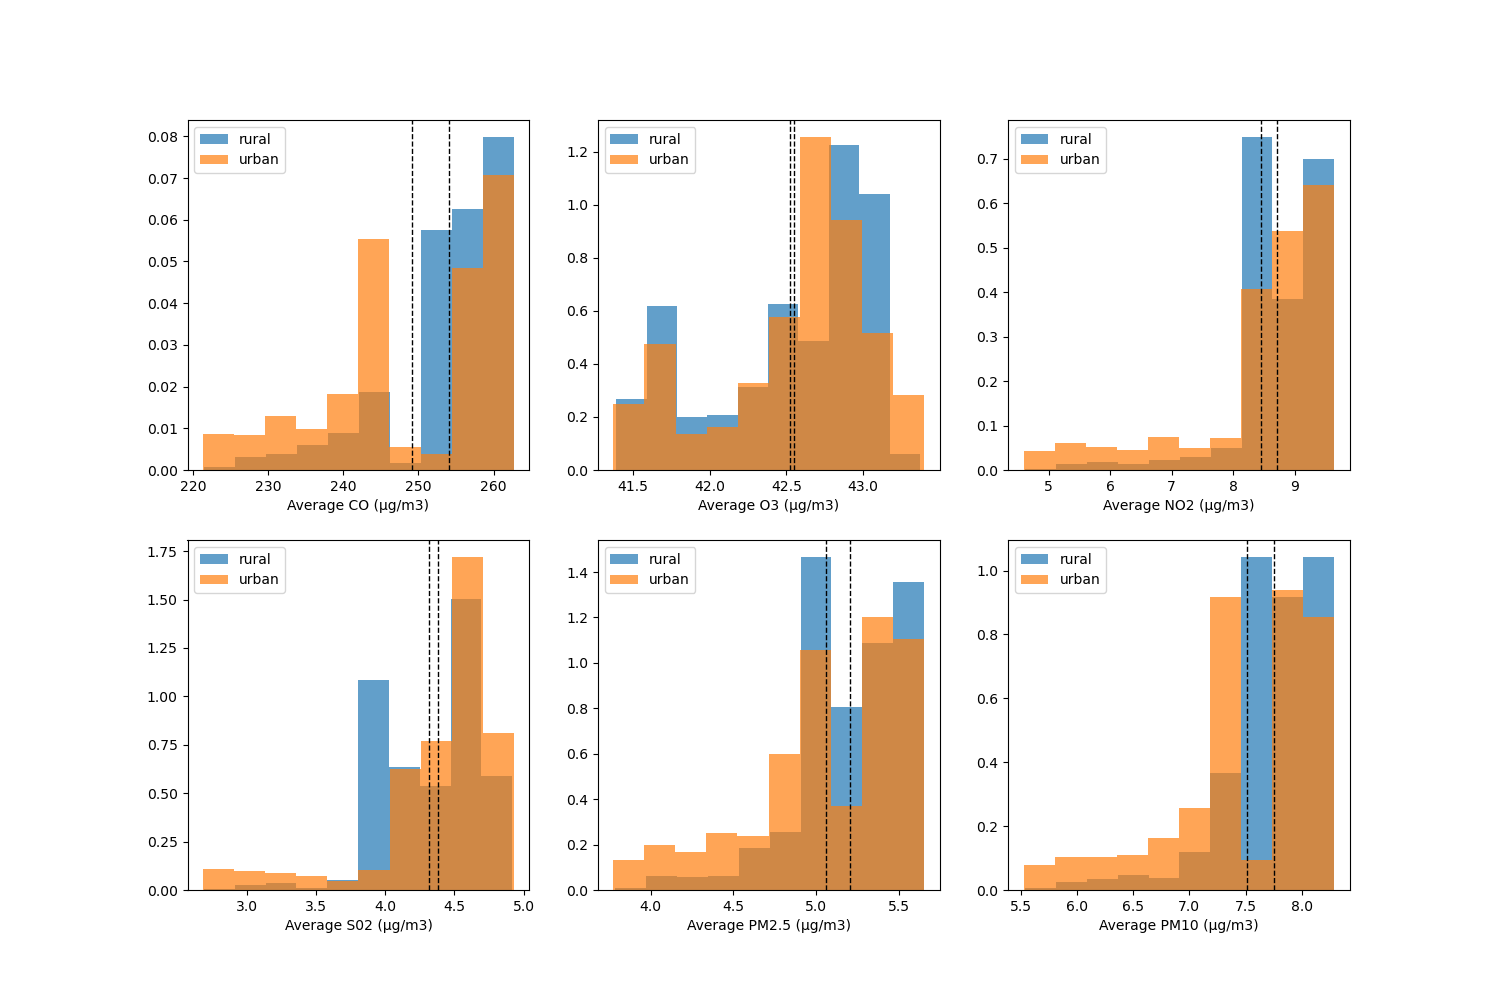 rural
urban
0.08
0.07
0.06
0.05
0.04
0.03
0.02
0.01
0.00
220 230 240 250 260
Average CO (µg/m3)
rural
urban
1.2
1.0
0.8
0.6
0.4
0.2
0.0
41.5 42.0 42.5 43.0
Average O3 (µg/m3)
rural
urban
0.7
0.6
0.5
0.4
0.3
0.2
0.1
0.0
5 6 7 8 9
Average NO2 (µg/m3)
rural
urban
1.75
1.50
1.25
1.00
0.75
0.50
0.25
0.00
3.0 3.5 4.0 4.5 5.0
Average S02 (µg/m3)
rural
urban
1.4
1.2
1.0
0.8
0.6
0.4
0.2
0.0
4.0 4.5 5.0 5.5
Average PM2.5 (µg/m3)
rural
urban
1.0
0.8
0.6
0.4
0.2
0.0
5.5 6.0 6.5 7.0 7.5 8.0
Average PM10 (µg/m3)